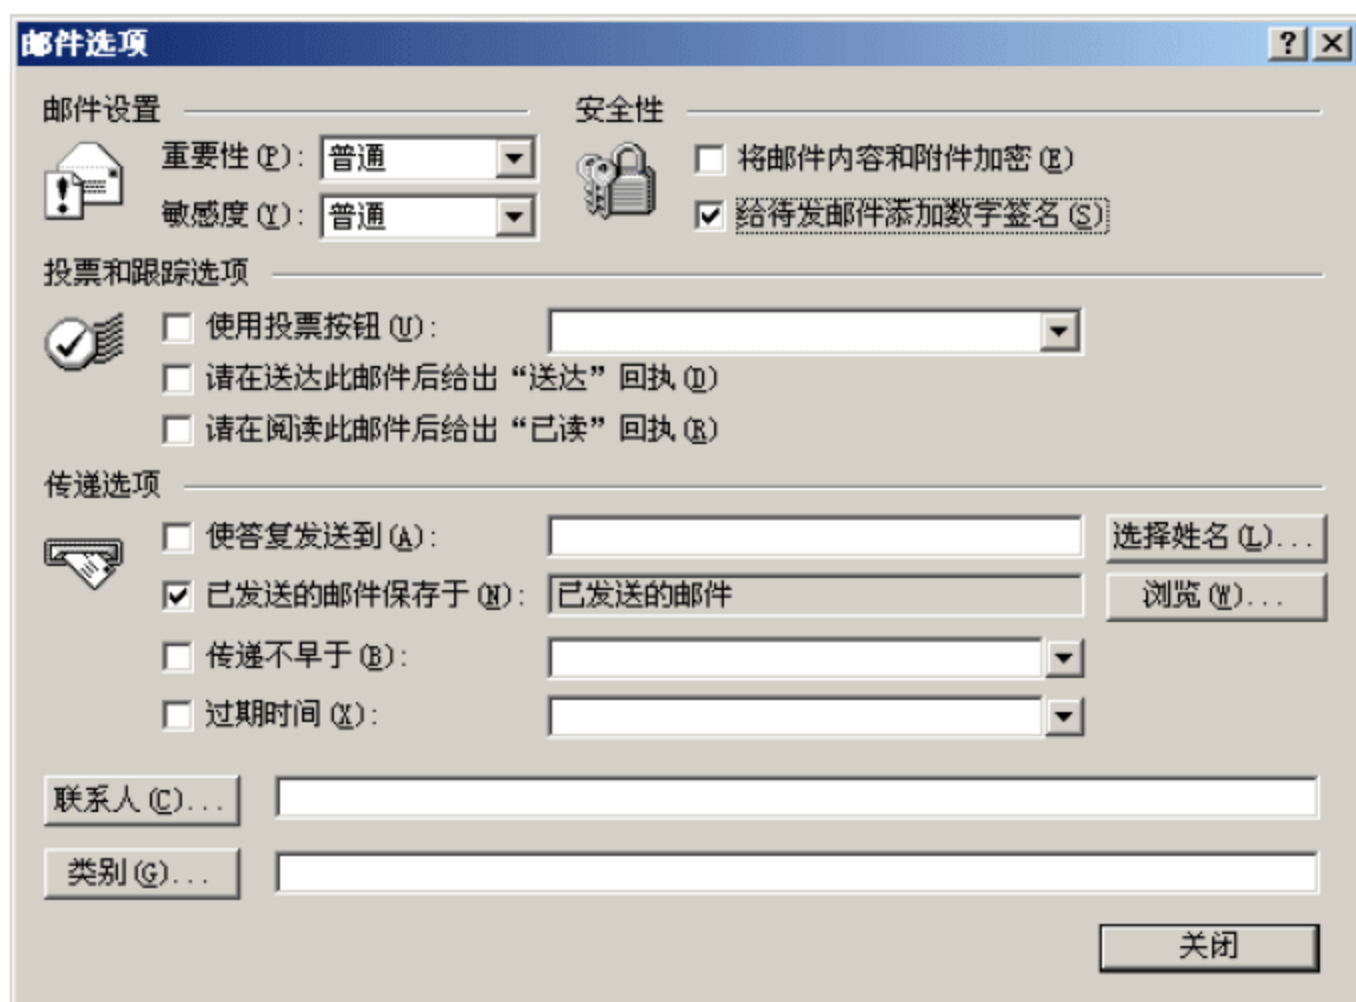 邮件选项
邮件设置
安全性
重要性(P): 普通
将邮件内容和附件加密(E)
敏感度(Y): 普通
给待发邮件添加数字签名(S)
投票和跟踪选项
使用投票按钮(U):
请在送达此邮件后给出“送达”回执(D)
请在阅读此邮件后给出“已读”回执(R)
传递选项
使答复发送到(A):
选择姓名(L)...
已发送的邮件保存于(N): 已发送的邮件
浏览(W)...
传递不早于(B):
过期时间(X):
联系人(C)...
类别(G)...
关闭